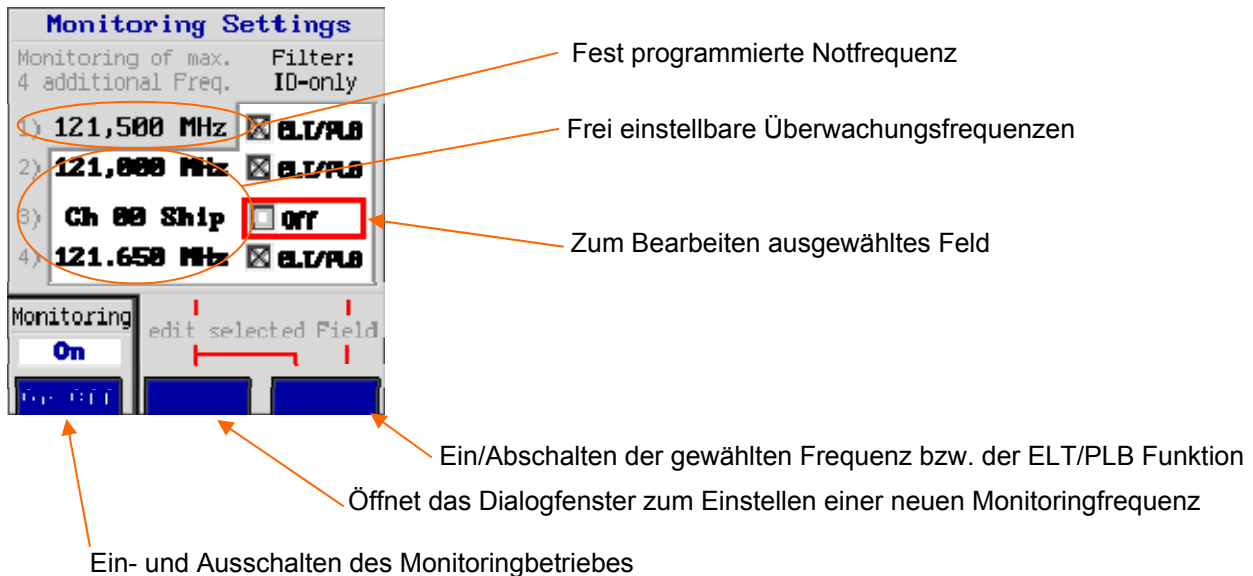 Monitoring Settings
Monitoring of max.
4 additional Freq.
Filter:
ID-only
1) 121,500 MHz ELT/PLB
2) 121,000 MHz ELT/PLB
3) Ch 00 Ship Off
4) 121.650 MHz ELT/PLB
Monitoring
On
edit selected Field
Fest programmierte Notfrequenz
Frei einstellbare Überwachungsfrequenzen
Zum Bearbeiten ausgewähltes Feld
Ein/Abschalten der gewählten Frequenz bzw. der ELT/PLB Funktion
Öffnet das Dialogfenster zum Einstellen einer neuen Monitoringfrequenz
Ein- und Ausschalten des Monitoringbetriebes